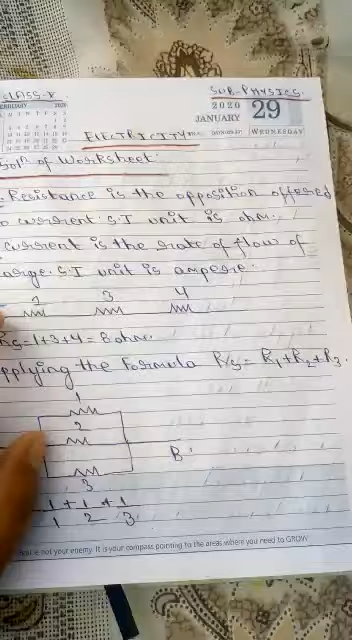 CLASS-X
SUB-PHYSICS
2020
JANUARY 29
WEDNESDAY
ELECTRICITY
Solⁿ of Worksheet:
Resistance is the opposition offered
to current. S.I unit is ohm.
Current is the rate of flow of
charge. S.I unit is ampere.
3 4
Rs=1+3+4=8 ohm.
Applying the Formula R/s = R₁+R₂+R₃.
1
2
B
3
1/1 + 1/2 + 1/3
is not your enemy. It is your compass pointing to the areas where you need to GROW